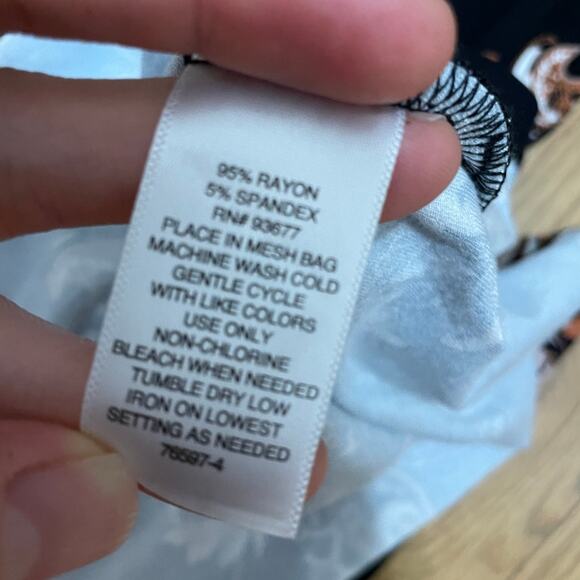 95% RAYON
5% SPANDEX
RN# 93677
PLACE IN MESH BAG
MACHINE WASH COLD
GENTLE CYCLE
WITH LIKE COLORS
USE ONLY
NON-CHLORINE
BLEACH WHEN NEEDED
TUMBLE DRY LOW
IRON ON LOWEST
SETTING AS NEEDED
76597-4